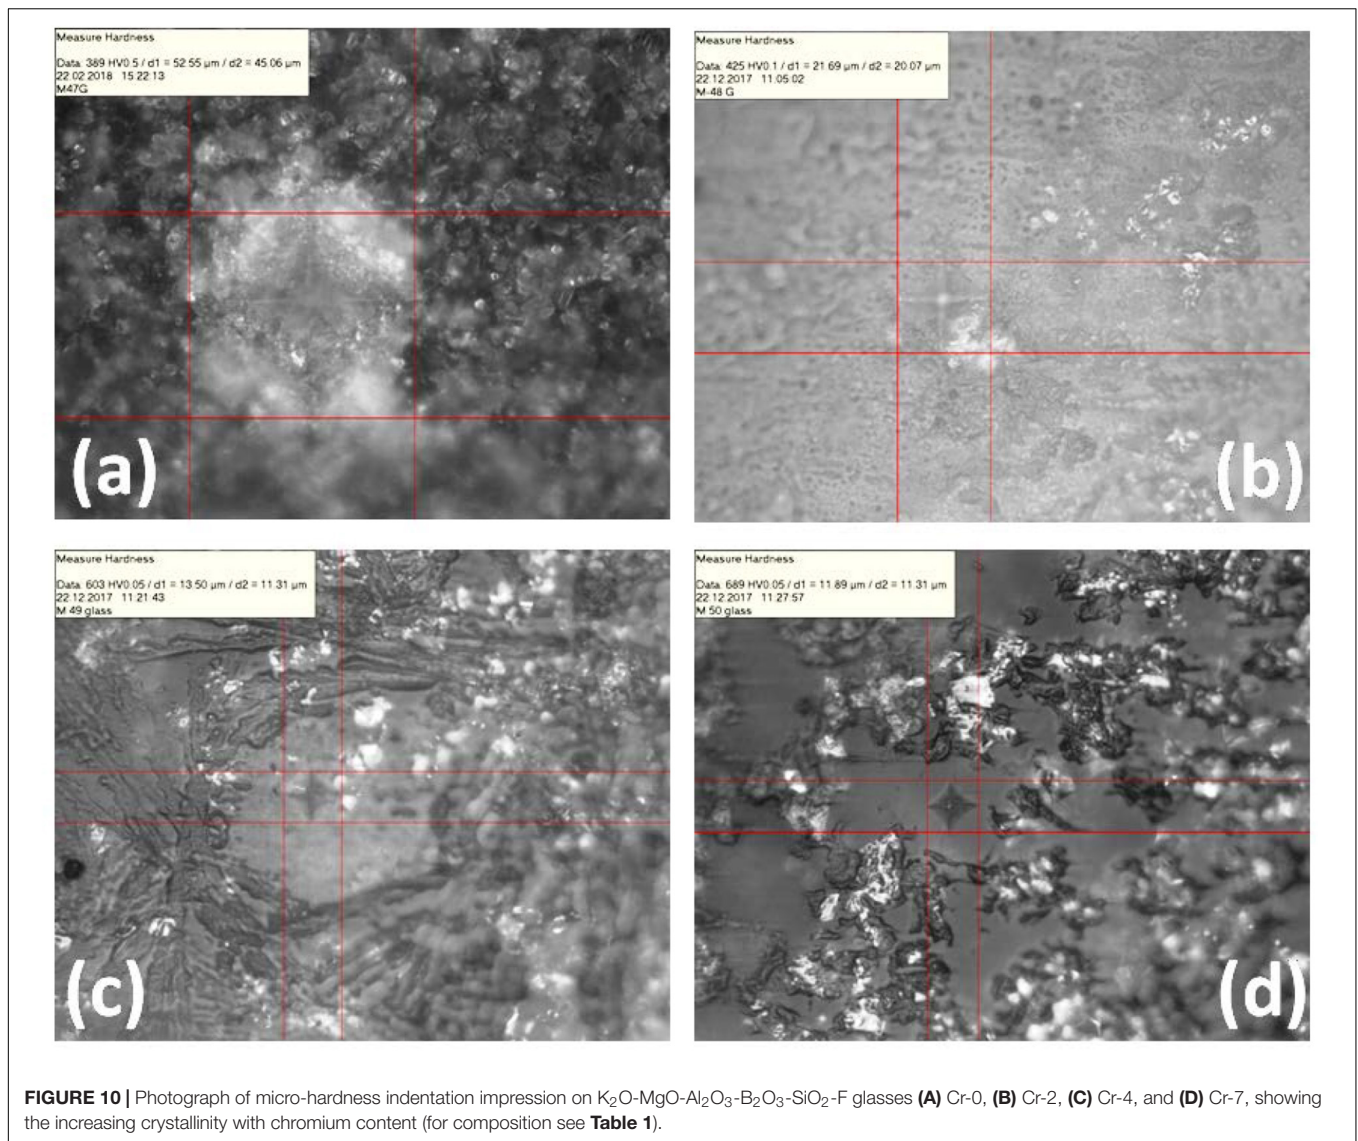 Measure Hardness
Data: 389 HV0.5 / d1 = 52.55 µm / d2 = 45.06 µm
22.02.2018 15:22:13
M47G
(a)
Measure Hardness
Data: 425 HV0.1 / d1 = 21.69 µm / d2 = 20.07 µm
22.12.2017 11:05:02
M-48 G
(b)
Measure Hardness
Data: 603 HV0.05 / d1 = 13.50 µm / d2 = 11.31 µm
22.12.2017 11:21:43
M 49 glass
(c)
Measure Hardness
Data: 689 HV0.05 / d1 = 11.89 µm / d2 = 11.31 µm
22.12.2017 11:27:57
M 50 glass
(d)
FIGURE 10 | Photograph of micro-hardness indentation impression on K₂O-MgO-Al₂O₃-B₂O₃-SiO₂-F glasses (A) Cr-0, (B) Cr-2, (C) Cr-4, and (D) Cr-7, showing
the increasing crystallinity with chromium content (for composition see Table 1).